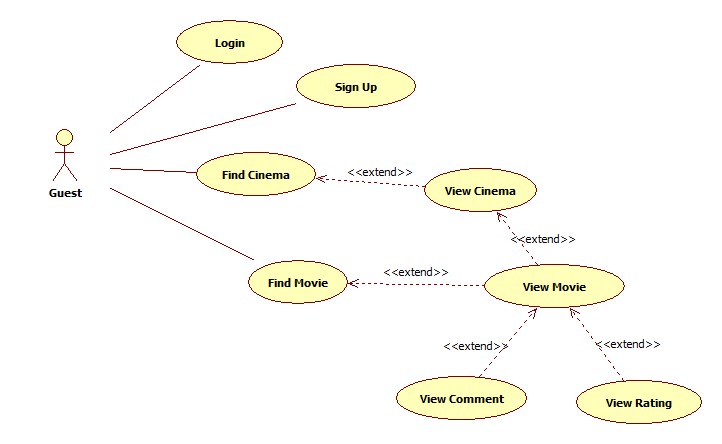 Login
Sign Up
Guest
Find Cinema
<<extend>>
View Cinema
<<extend>>
Find Movie
<<extend>>
View Movie
<<extend>>
<<extend>>
View Comment
View Rating